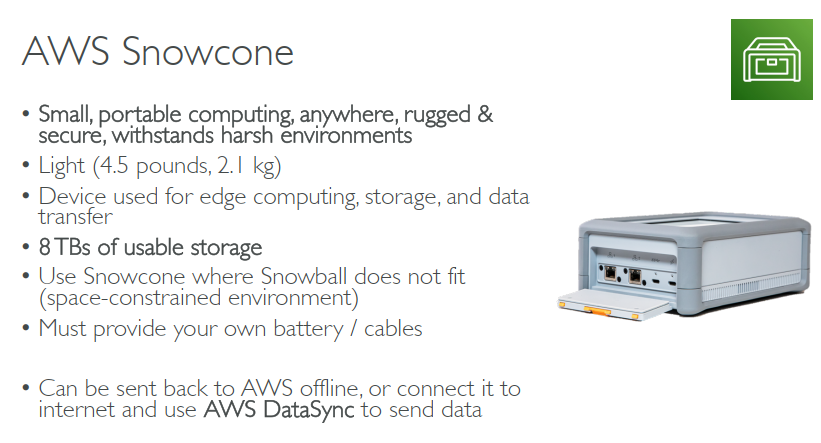 AWS Snowcone
• Small, portable computing, anywhere, rugged &
secure, withstands harsh environments
• Light (4.5 pounds, 2.1 kg)
• Device used for edge computing, storage, and data
transfer
• 8 TBs of usable storage
• Use Snowcone where Snowball does not fit
(space-constrained environment)
• Must provide your own battery / cables
• Can be sent back to AWS offline, or connect it to
internet and use AWS DataSync to send data